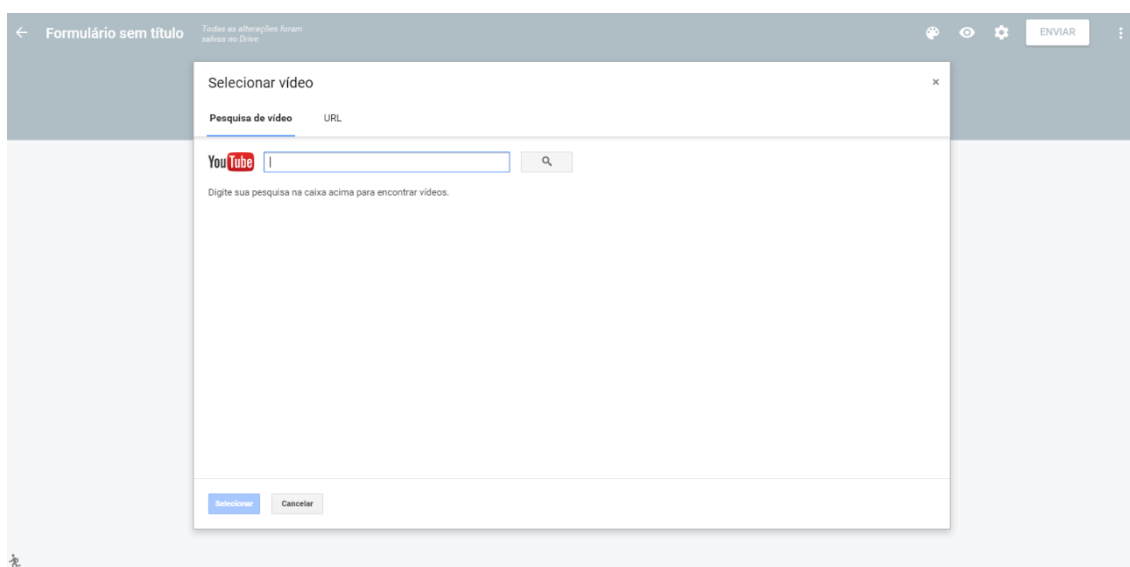 Formulário sem título
Todas as alterações foram
salvas no Drive
ENVIAR
Selecionar vídeo
×
Pesquisa de vídeo URL
YouTube
Digite sua pesquisa na caixa acima para encontrar vídeos.
Selecionar Cancelar